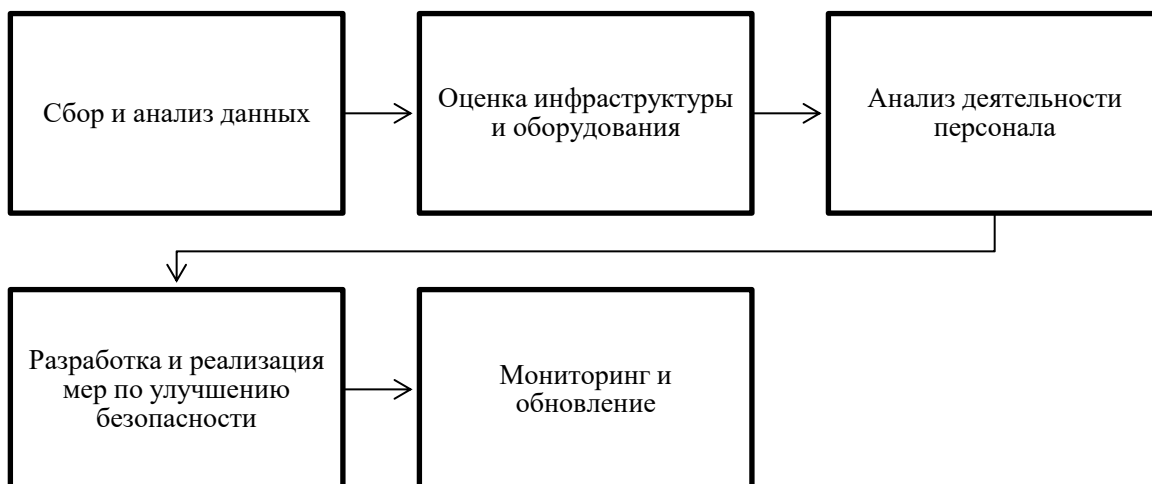 Сбор и анализ данных
Оценка инфраструктуры
и оборудования
Анализ деятельности
персонала
Разработка и реализация
мер по улучшению
безопасности
Мониторинг и
обновление